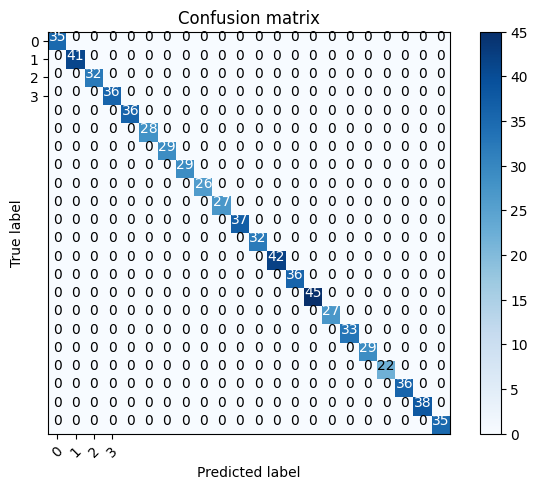 Confusion matrix
0 35 0 0 0 0 0 0 0 0 0 0 0 0 0 0 0 0 0 0 0 0 0
1 0 41 0 0 0 0 0 0 0 0 0 0 0 0 0 0 0 0 0 0 0 0
2 0 0 32 0 0 0 0 0 0 0 0 0 0 0 0 0 0 0 0 0 0 0
3 0 0 0 36 0 0 0 0 0 0 0 0 0 0 0 0 0 0 0 0 0 0
0 0 0 0 36 0 0 0 0 0 0 0 0 0 0 0 0 0 0 0 0 0
0 0 0 0 0 28 0 0 0 0 0 0 0 0 0 0 0 0 0 0 0 0
0 0 0 0 0 0 29 0 0 0 0 0 0 0 0 0 0 0 0 0 0 0
0 0 0 0 0 0 0 29 0 0 0 0 0 0 0 0 0 0 0 0 0 0
0 0 0 0 0 0 0 0 26 0 0 0 0 0 0 0 0 0 0 0 0 0
0 0 0 0 0 0 0 0 0 27 0 0 0 0 0 0 0 0 0 0 0 0
0 0 0 0 0 0 0 0 0 0 37 0 0 0 0 0 0 0 0 0 0 0
0 0 0 0 0 0 0 0 0 0 0 32 0 0 0 0 0 0 0 0 0 0
0 0 0 0 0 0 0 0 0 0 0 0 42 0 0 0 0 0 0 0 0 0
0 0 0 0 0 0 0 0 0 0 0 0 0 36 0 0 0 0 0 0 0 0
0 0 0 0 0 0 0 0 0 0 0 0 0 0 45 0 0 0 0 0 0 0
0 0 0 0 0 0 0 0 0 0 0 0 0 0 0 27 0 0 0 0 0 0
0 0 0 0 0 0 0 0 0 0 0 0 0 0 0 0 33 0 0 0 0 0
0 0 0 0 0 0 0 0 0 0 0 0 0 0 0 0 0 29 0 0 0 0
0 0 0 0 0 0 0 0 0 0 0 0 0 0 0 0 0 0 22 0 0 0
0 0 0 0 0 0 0 0 0 0 0 0 0 0 0 0 0 0 0 36 0 0
0 0 0 0 0 0 0 0 0 0 0 0 0 0 0 0 0 0 0 0 38 0
0 0 0 0 0 0 0 0 0 0 0 0 0 0 0 0 0 0 0 0 0 35
0 1 2 3
True label
Predicted label
45
40
35
30
25
20
15
10
5
0